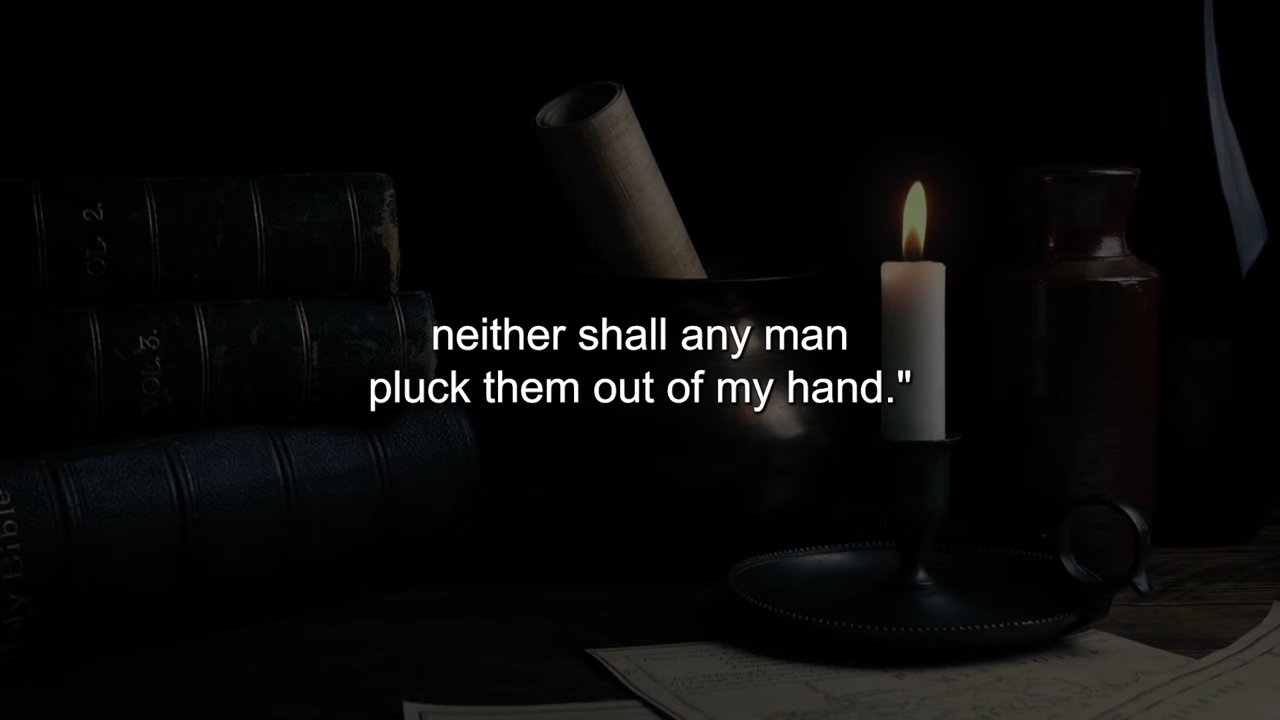 neither shall any man
pluck them out of my hand."
VOL. 2.
VOL. 3.
Holy Bible